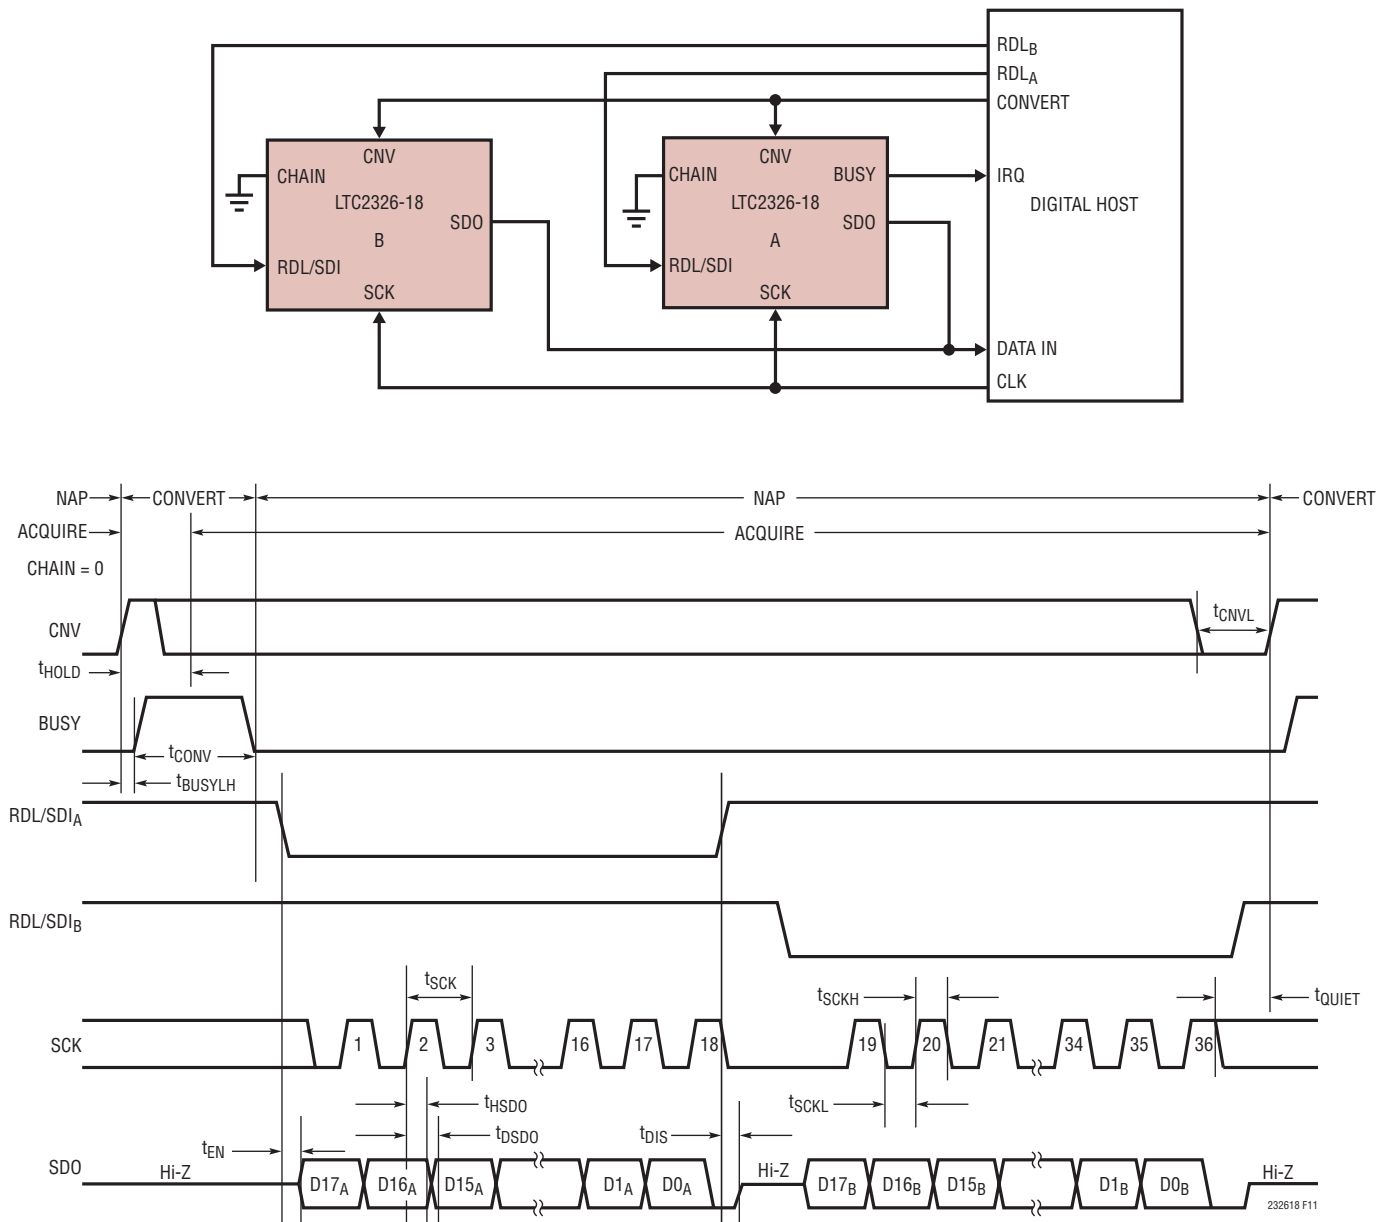 RDLB
RDLA
CONVERT
CNV
CNV
CHAIN
CHAIN
BUSY
IRQ
LTC2326-18
LTC2326-18
DIGITAL HOST
SDO
SDO
B
A
RDL/SDI
RDL/SDI
SCK
SCK
DATA IN
CLK
NAP
CONVERT
NAP
CONVERT
ACQUIRE
ACQUIRE
CHAIN = 0
CNV
tCNVL
tHOLD
BUSY
tCONV
tBUSYLH
RDL/SDIA
RDL/SDIB
tSCK
tSCKH
tQUIET
SCK
1 2 3 16 17 18 19 20 21 34 35 36
tHSDO
tSCKL
tEN
tDSDO
tDIS
SDO
Hi-Z
D17A D16A D15A D1A D0A
Hi-Z
D17B D16B D15B D1B D0B
Hi-Z
232618 F11